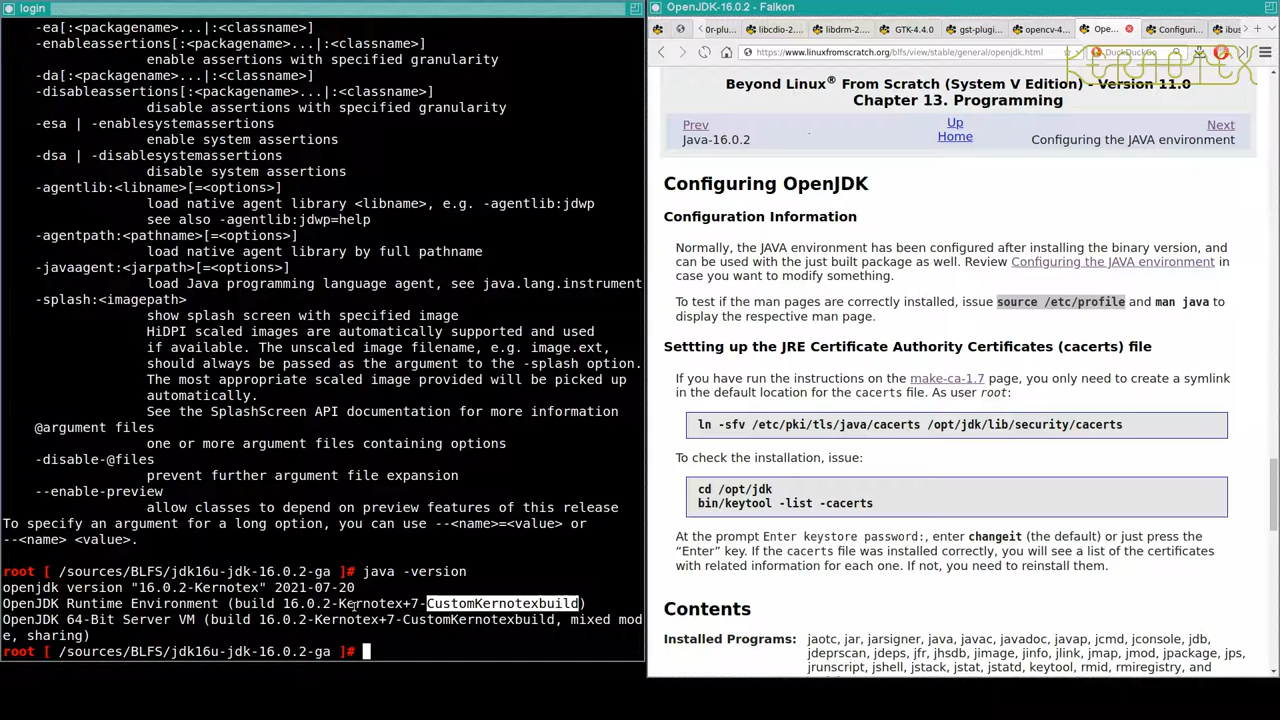 login
-ea[:<packagename>...|:<classname>]
-enableassertions[:<packagename>...|:<classname>]
enable assertions with specified granularity
-da[:<packagename>...|:<classname>]
-disableassertions[:<packagename>...|:<classname>]
disable assertions with specified granularity
-esa | -enablesystemassertions
enable system assertions
-dsa | -disablesystemassertions
disable system assertions
-agentlib:<libname>[=<options>]
load native agent library <libname>, e.g. -agentlib:jdwp
see also -agentlib:jdwp=help
-agentpath:<pathname>[=<options>]
load native agent library by full pathname
-javaagent:<jarpath>[=<options>]
load Java programming language agent, see java.lang.instrument
-splash:<imagepath>
show splash screen with specified image
HiDPI scaled images are automatically supported and used
if available. The unscaled image filename, e.g. image.ext,
should always be passed as the argument to the -splash option.
The most appropriate scaled image provided will be picked up
automatically.
See the SplashScreen API documentation for more information
@argument files
one or more argument files containing options
-disable-@files
prevent further argument file expansion
--enable-preview
allow classes to depend on preview features of this release
To specify an argument for a long option, you can use --<name>=<value> or
--<name> <value>.
root [ /sources/BLFS/jdk16u-jdk-16.0.2-ga ]# java -version
openjdk version "16.0.2-Kernotex" 2021-07-20
OpenJDK Runtime Environment (build 16.0.2-Kernotex+7-CustomKernotexbuild)
OpenJDK 64-Bit Server VM (build 16.0.2-Kernotex+7-CustomKernotexbuild, mixed mod
e, sharing)
root [ /sources/BLFS/jdk16u-jdk-16.0.2-ga ]#
OpenJDK-16.0.2 - Falkon
0r-plu libcdio-2... libdrm-2... GTK-4.4.0 gst-plugi... opencv-4... Ope... Configuri... ibus
https://www.linuxfromscratch.org/blfs/view/stable/general/openjdk.html
DuckDuckGo
KERNOTEX
Beyond Linux® From Scratch (System V Edition) - Version 11.0
Chapter 13. Programming
Prev Up Next
Java-16.0.2 Home Configuring the JAVA environment
Configuring OpenJDK
Configuration Information
Normally, the JAVA environment has been configured after installing the binary version, and
can be used with the just built package as well. Review Configuring the JAVA environment in
case you want to modify something.
To test if the man pages are correctly installed, issue source /etc/profile and man java to
display the respective man page.
Settting up the JRE Certificate Authority Certificates (cacerts) file
If you have run the instructions on the make-ca-1.7 page, you only need to create a symlink
in the default location for the cacerts file. As user root:
ln -sfv /etc/pki/tls/java/cacerts /opt/jdk/lib/security/cacerts
To check the installation, issue:
cd /opt/jdk
bin/keytool -list -cacerts
At the prompt Enter keystore password:, enter changeit (the default) or just press the
“Enter” key. If the cacerts file was installed correctly, you will see a list of the certificates
with related information for each one. If not, you need to reinstall them.
Contents
Installed Programs: jaotc, jar, jarsigner, java, javac, javadoc, javap, jcmd, jconsole, jdb,
jdeprscan, jdeps, jfr, jhsdb, jimage, jinfo, jlink, jmap, jmod, jpackage, jps,
jrunscript, jshell, jstack, jstat, jstatd, keytool, rmid, rmiregistry, and